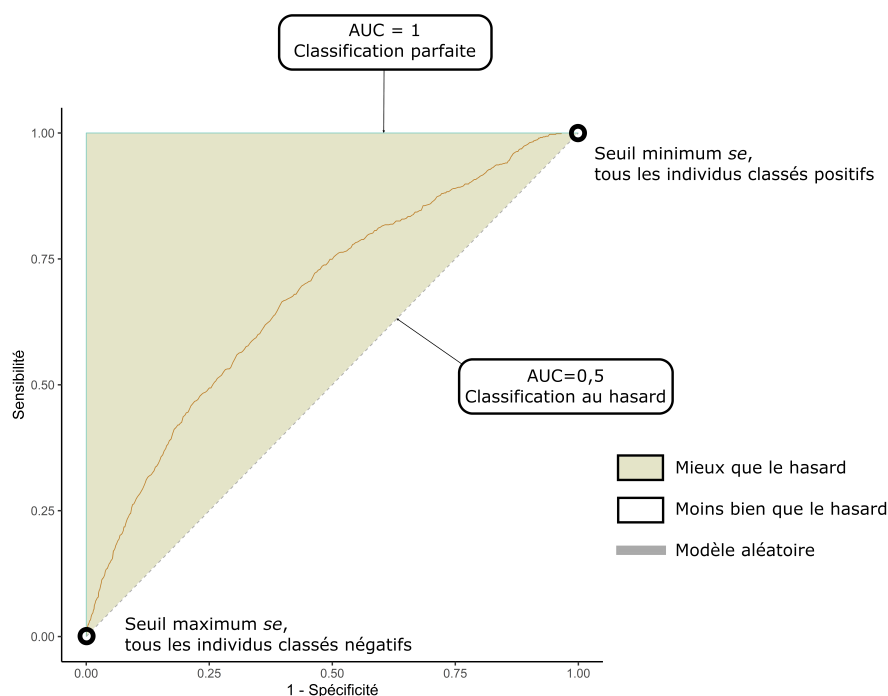 AUC = 1
Classification parfaite
1.00
Seuil minimum se,
tous les individus classés positifs
0.75
Sensibilité
AUC=0,5
Classification au hasard
0.50
Mieux que le hasard
Moins bien que le hasard
Modèle aléatoire
0.25
Seuil maximum se,
tous les individus classés négatifs
0.00
0.00 0.25 0.50 0.75 1.00
1 - Spécificité